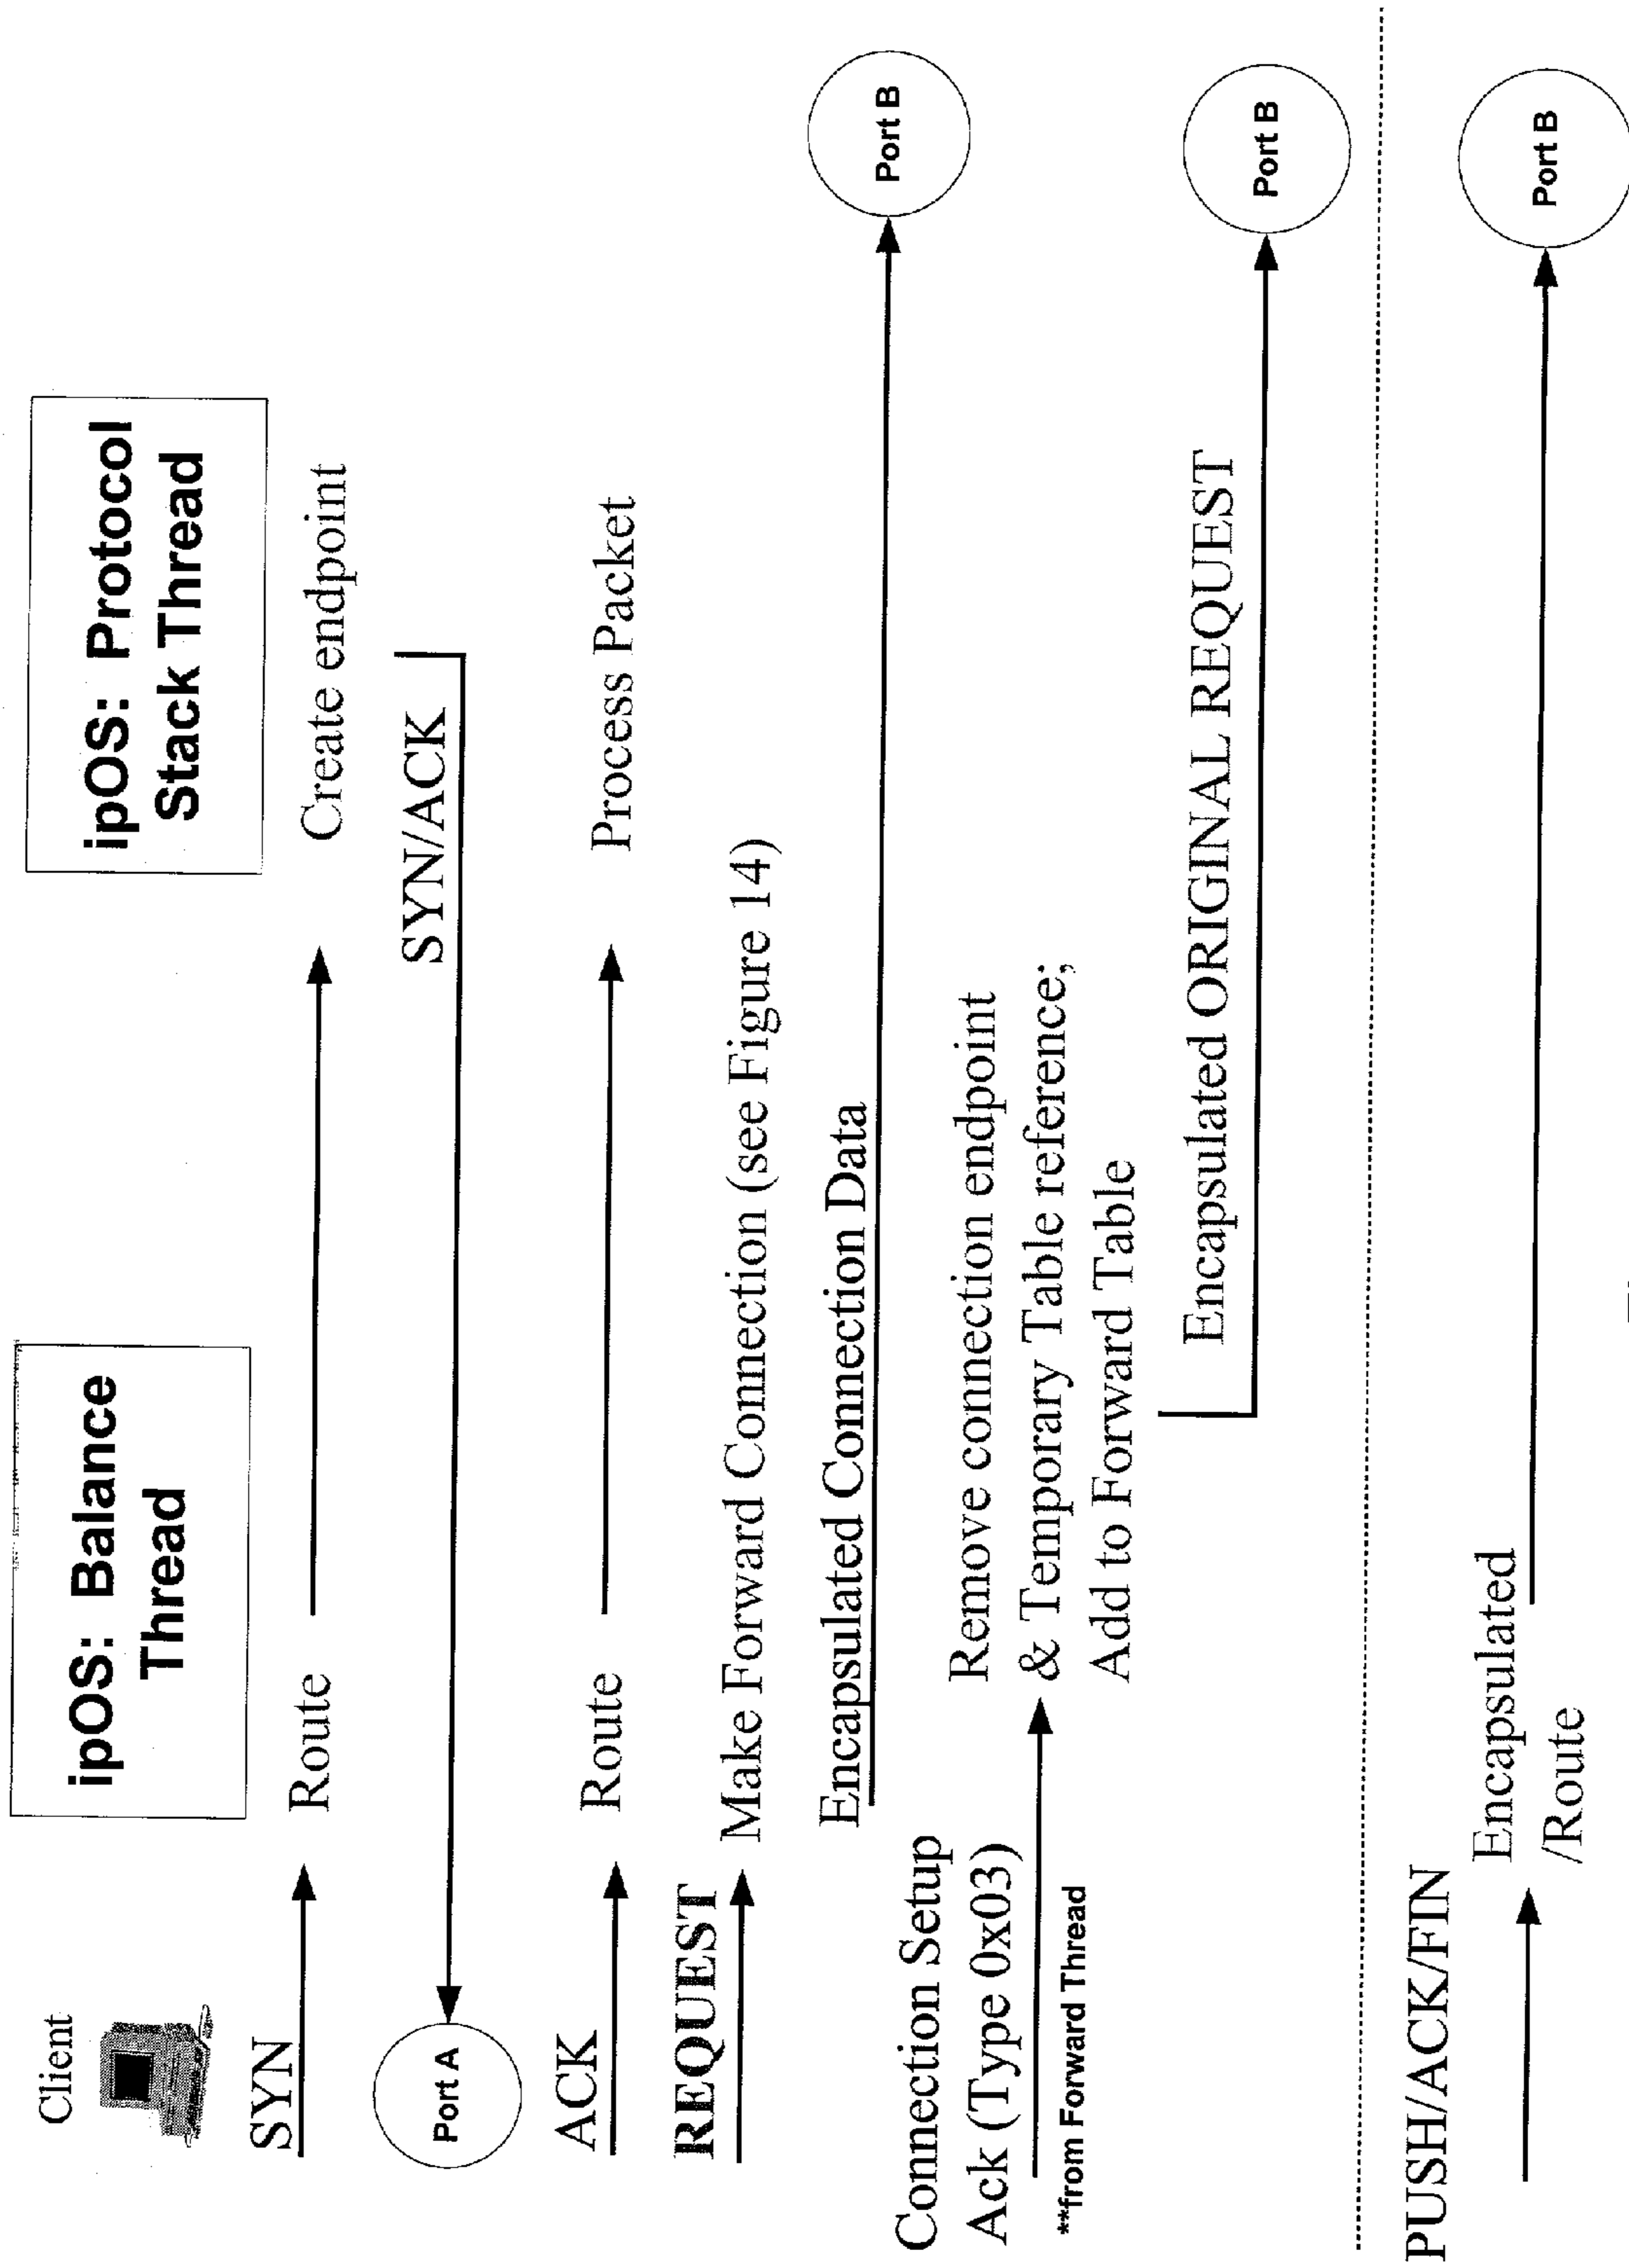 Client
ipOS: Balance
Thread
ipOS: Protocol
Stack Thread
SYN
Route
Create endpoint
SYN/ACK
Port A
ACK
Route
Process Packet
REQUEST
Make Forward Connection (see Figure 14)
Encapsulated Connection Data
Port B
Connection Setup
Ack (Type 0x03)
**from Forward Thread
Remove connection endpoint
& Temporary Table reference;
Add to Forward Table
Encapsulated ORIGINAL REQUEST
Port B
PUSH/ACK/FIN
Encapsulated
/Route
Port B